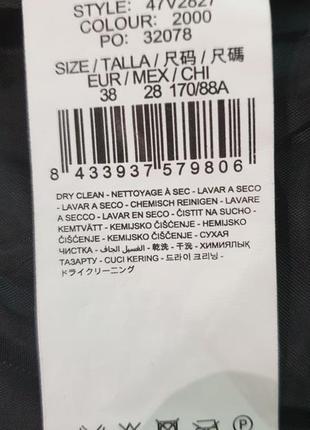 STYLE: 47V2827
COLOUR: 2000
PO: 32078
SIZE / TALLA / 尺码 / 尺碼
EUR / MEX / CHI
38 28 170/88A
8 433937 579806
DRY CLEAN - NETTOYAGE À SEC - LAVAR A SECO
- LAVAR A SECO - CHEMISCH REINIGEN - LAVARE
A SECCO - LAVAR EN SECO - ČISTIT NA SUCHO -
KEMTVÄTT - KEMIJSKO ČIŠĆENJE - HEMIJSKO
ČIŠĆENJE - KEMIJSKO ČIŠČENJE - СУХАЯ
ЧИСТКА - الغسيل الجاف - 乾洗 - 干洗 - ХИМИЯЛЫҚ
ТАЗАРТУ - CUCI KERING - 드라이 크리닝 -
ドライクリーニング
P